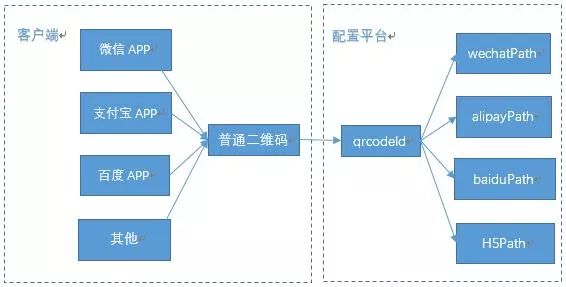 客户端
微信 APP
支付宝 APP
百度 APP
其他
普通二维码
配置平台
qrcodeId
wechatPath
alipayPath
baiduPath
H5Path